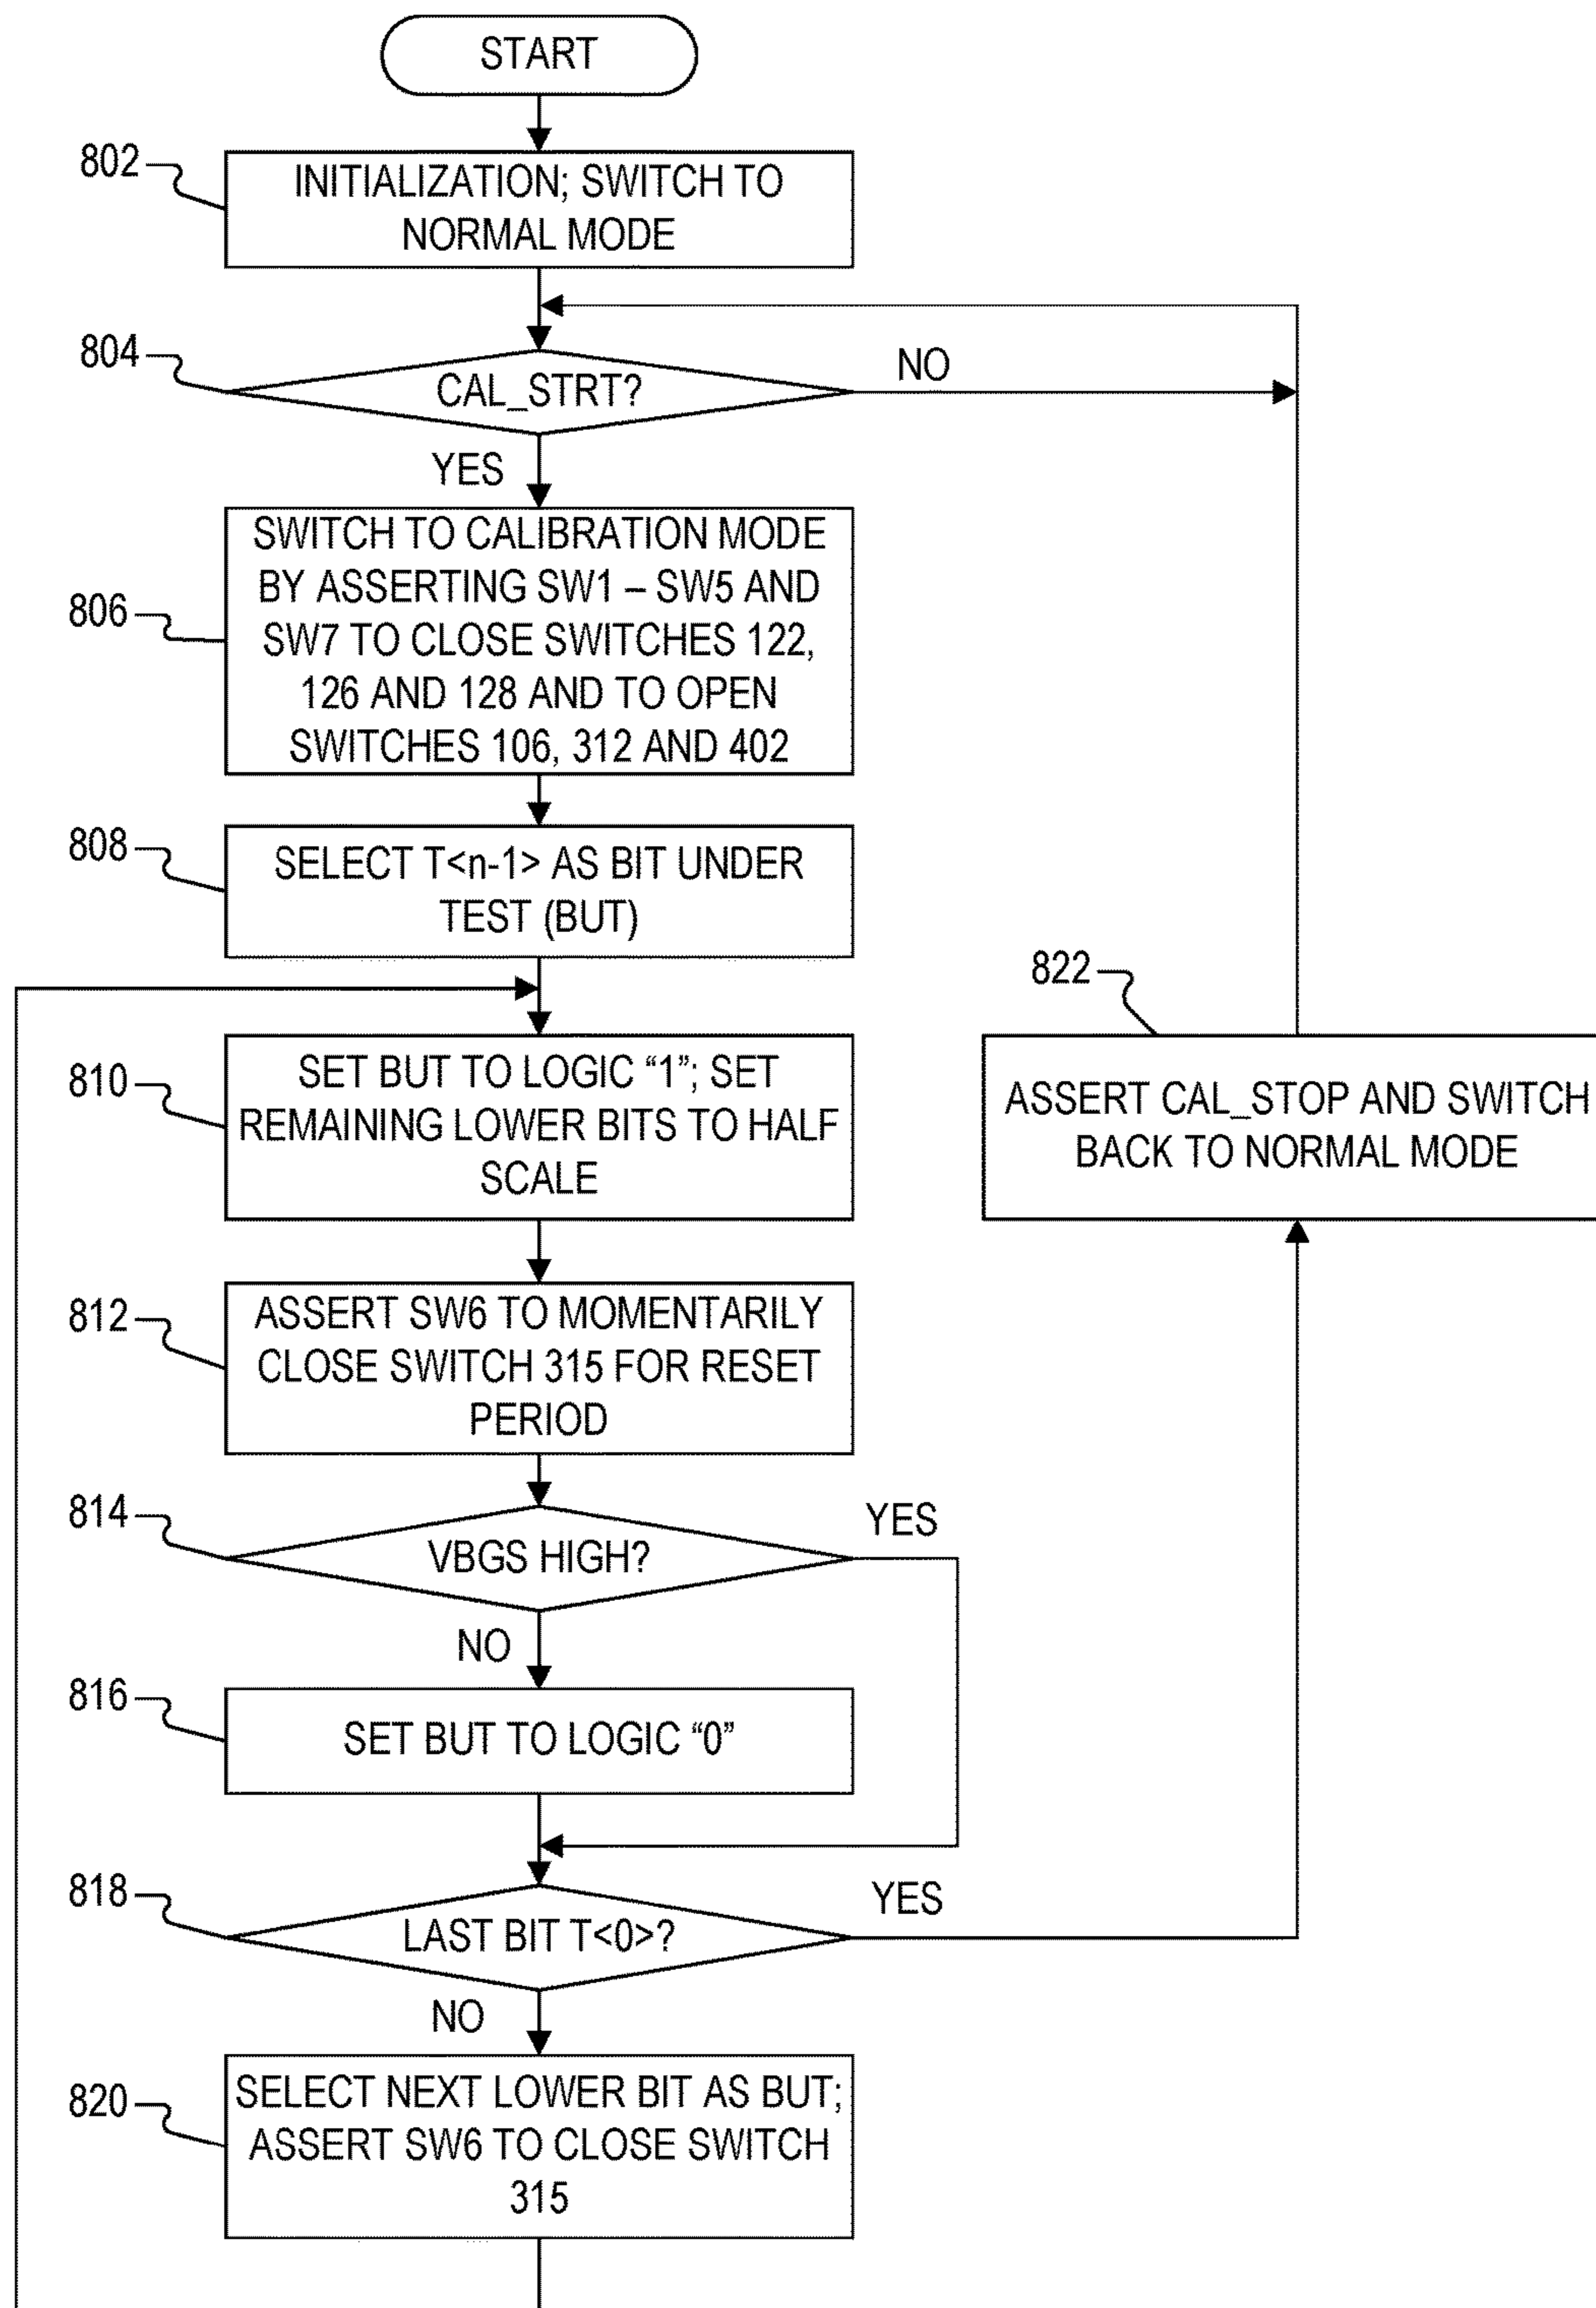 START
802
INITIALIZATION; SWITCH TO
NORMAL MODE
804
CAL_STRT?
NO
YES
806
SWITCH TO CALIBRATION MODE
BY ASSERTING SW1 – SW5 AND
SW7 TO CLOSE SWITCHES 122,
126 AND 128 AND TO OPEN
SWITCHES 106, 312 AND 402
808
SELECT T<n-1> AS BIT UNDER
TEST (BUT)
810
SET BUT TO LOGIC “1”; SET
REMAINING LOWER BITS TO HALF
SCALE
822
ASSERT CAL_STOP AND SWITCH
BACK TO NORMAL MODE
812
ASSERT SW6 TO MOMENTARILY
CLOSE SWITCH 315 FOR RESET
PERIOD
814
VBGS HIGH?
YES
NO
816
SET BUT TO LOGIC “0”
818
LAST BIT T<0>?
YES
NO
820
SELECT NEXT LOWER BIT AS BUT;
ASSERT SW6 TO CLOSE SWITCH
315